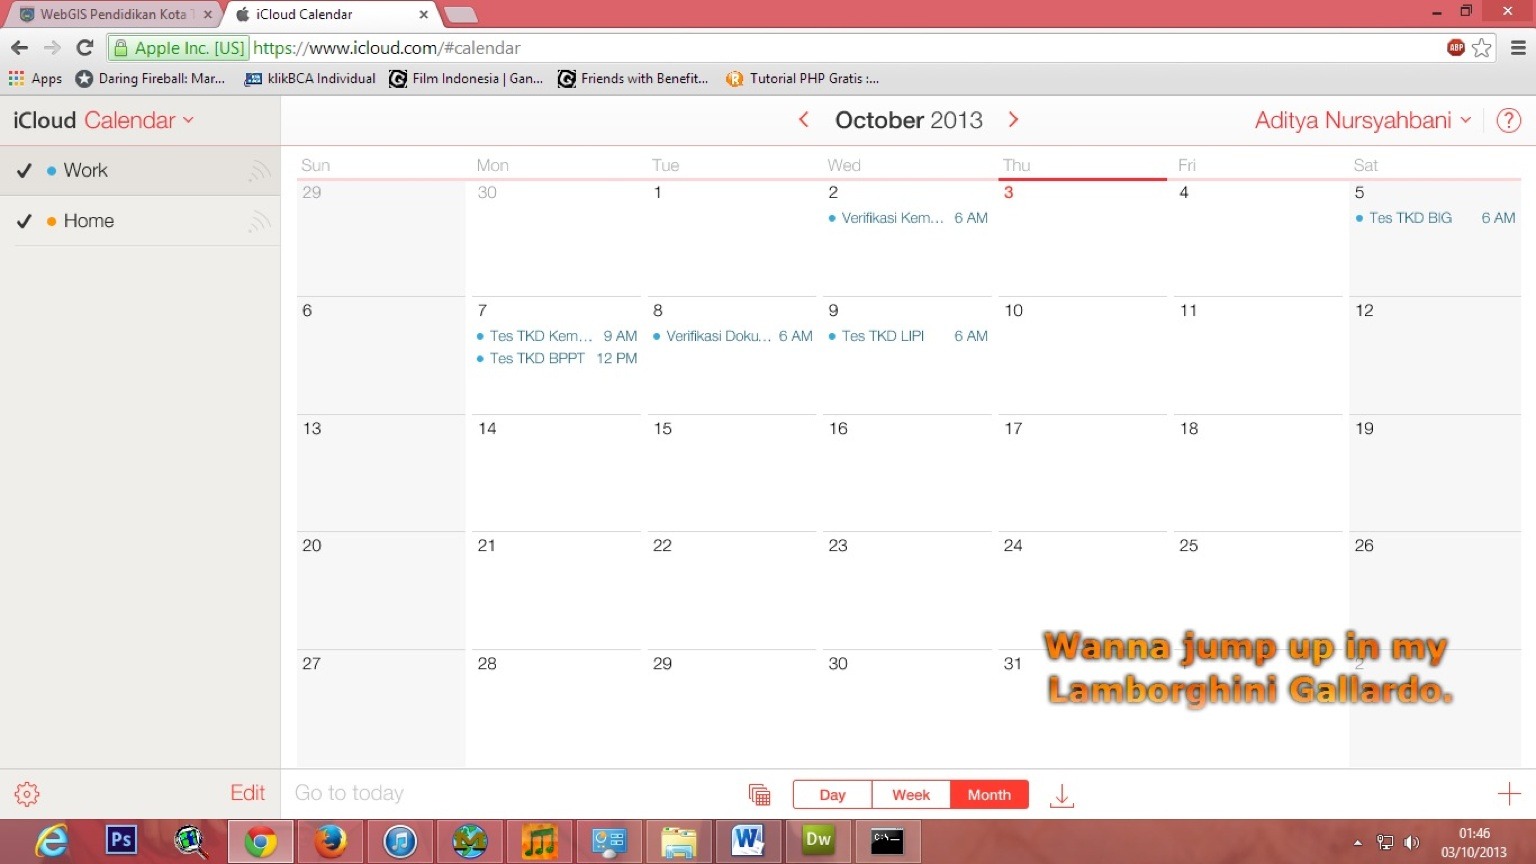 WebGIS Pendidikan Kota
iCloud Calendar
Apple Inc. [US] https://www.icloud.com/#calendar
ABP
Apps Daring Fireball: Mar... klikBCA Individual Film Indonesia | Gan... Friends with Benefit... Tutorial PHP Gratis :...
iCloud Calendar
October 2013
Aditya Nursyahbani
?
Work
Home
Sun Mon Tue Wed Thu Fri Sat
29 30 1 2 3 4 5
Verifikasi Kem... 6 AM
Tes TKD BIG 6 AM
6 7 8 9 10 11 12
Tes TKD Kem... 9 AM
Verifikasi Doku... 6 AM
Tes TKD LIPI 6 AM
Tes TKD BPPT 12 PM
13 14 15 16 17 18 19
20 21 22 23 24 25 26
27 28 29 30 31 2
Wanna jump up in my
Lamborghini Gallardo.
Edit
Go to today
Day Week Month
Ps
W
Dw
C:\-
01:46
03/10/2013